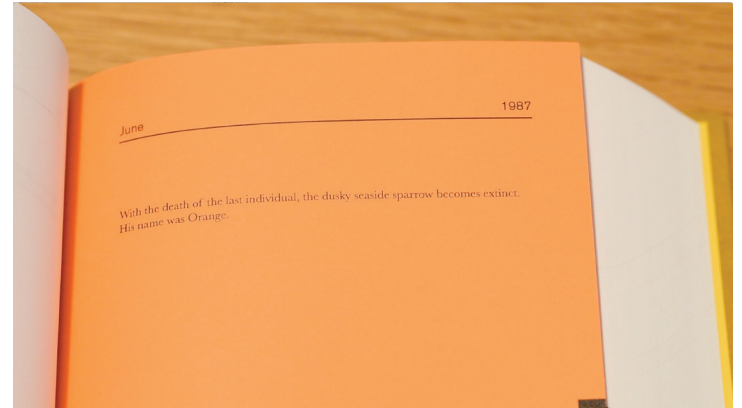 June 1987
With the death of the last individual, the dusky seaside sparrow becomes extinct.
His name was Orange.